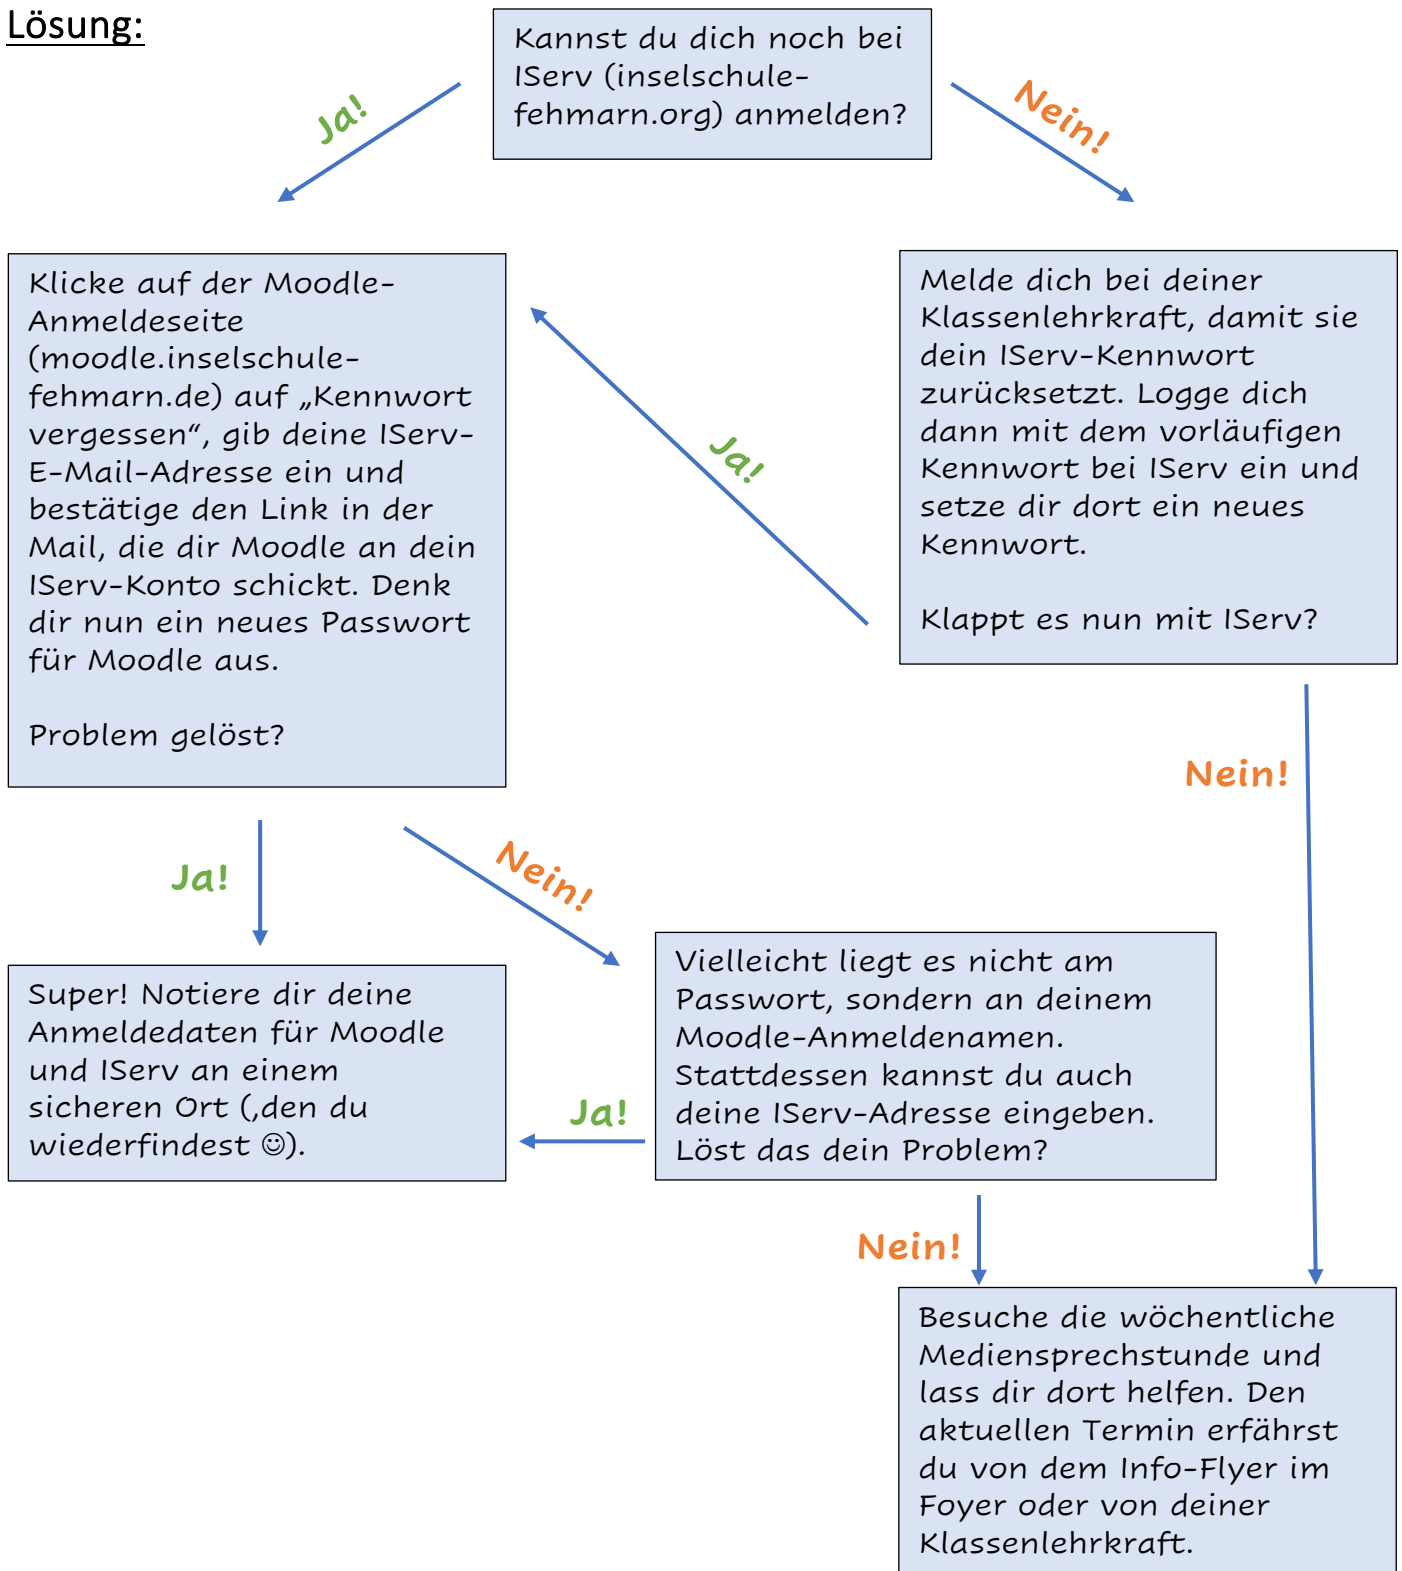 Lösung:
Kannst du dich noch bei
IServ (inselschule-
fehmarn.org) anmelden?
Ja!
Nein!
Klicke auf der Moodle-
Anmeldeseite
(moodle.inselschule-
fehmarn.de) auf „Kennwort
vergessen“, gib deine IServ-
E-Mail-Adresse ein und
bestätige den Link in der
Mail, die dir Moodle an dein
IServ-Konto schickt. Denk
dir nun ein neues Passwort
für Moodle aus.
Problem gelöst?
Ja!
Melde dich bei deiner
Klassenlehrkraft, damit sie
dein IServ-Kennwort
zurücksetzt. Logge dich
dann mit dem vorläufigen
Kennwort bei IServ ein und
setze dir dort ein neues
Kennwort.
Klappt es nun mit IServ?
Nein!
Ja!
Nein!
Super! Notiere dir deine
Anmeldedaten für Moodle
und IServ an einem
sicheren Ort (,den du
wiederfindest ☺).
Ja!
Vielleicht liegt es nicht am
Passwort, sondern an deinem
Moodle-Anmeldenamen.
Stattdessen kannst du auch
deine IServ-Adresse eingeben.
Löst das dein Problem?
Nein!
Besuche die wöchentliche
Mediensprechstunde und
lass dir dort helfen. Den
aktuellen Termin erfährst
du von dem Info-Flyer im
Foyer oder von deiner
Klassenlehrkraft.